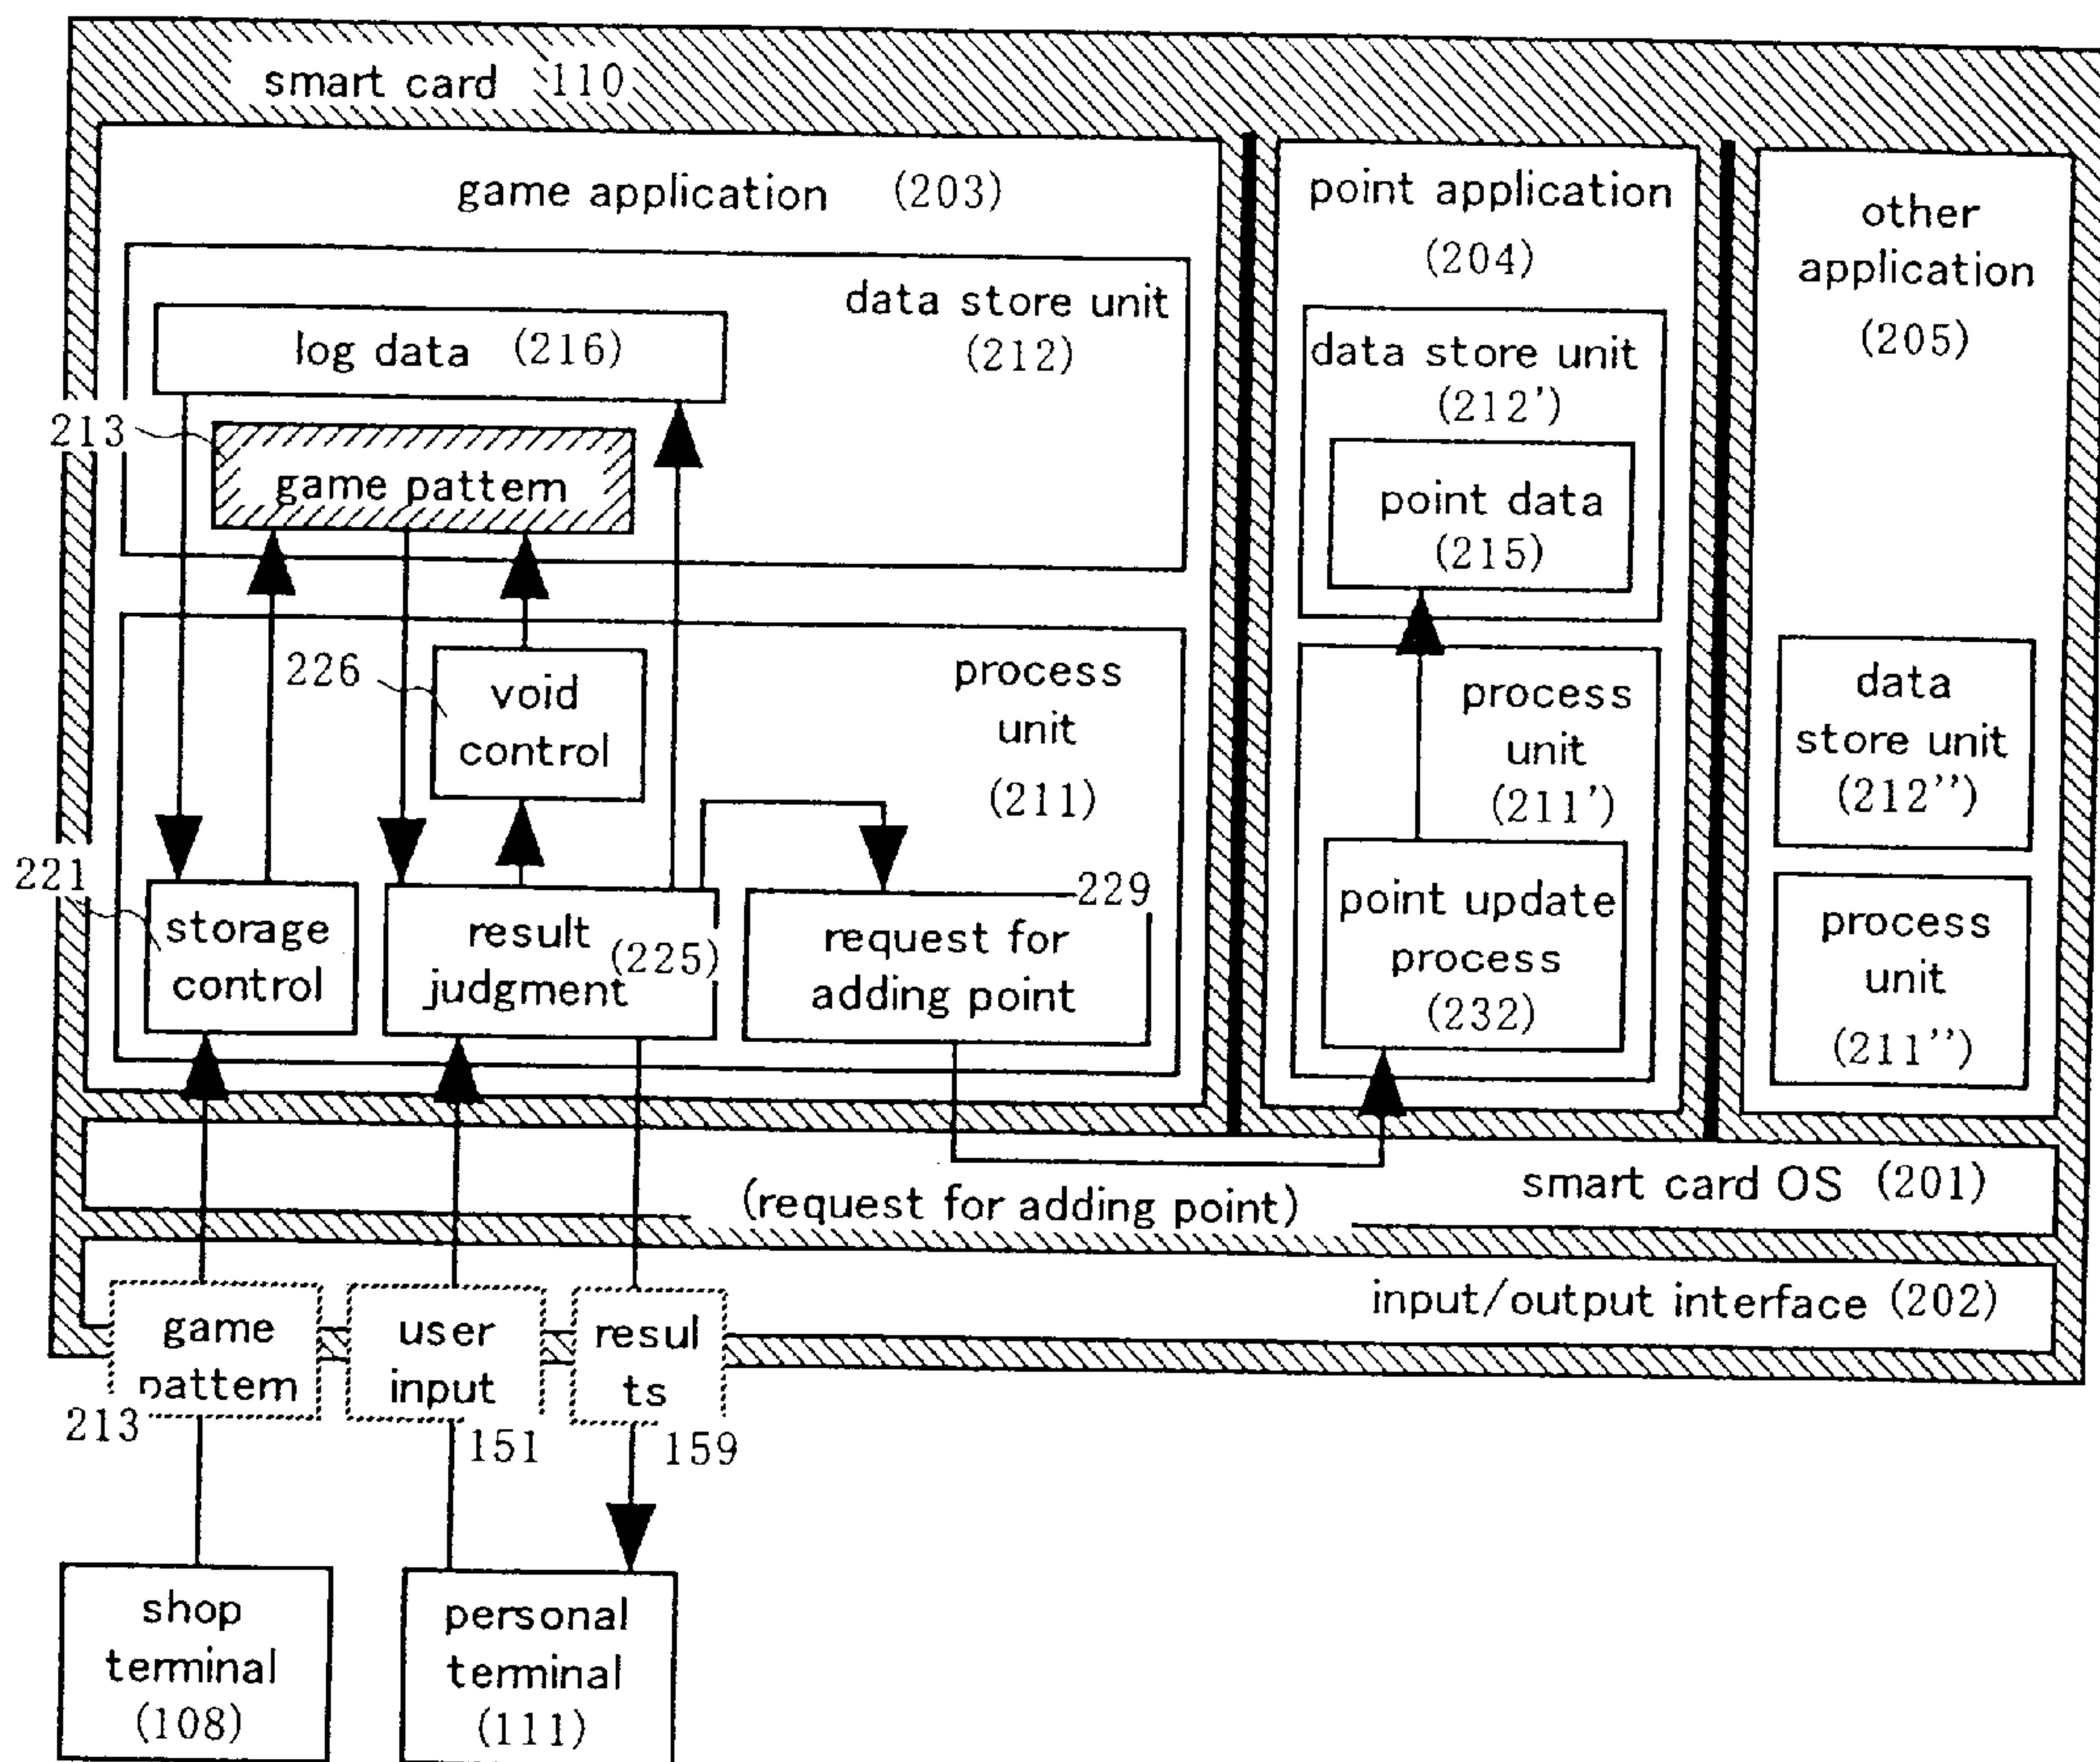 smart card 110
game application (203)
data store unit
(212)
log data (216)
213
game pattern
226
void
control
process
unit
(211)
221
storage
control
result
judgment (225)
229
request for
adding point
point application
(204)
data store unit
(212')
point data
(215)
process
unit
(211')
point update
process
(232)
other
application
(205)
data
store unit
(212'')
process
unit
(211'')
smart card OS (201)
(request for adding point)
input/output interface (202)
game
pattern
213
user
input
151
resul
ts
159
shop
terminal
(108)
personal
terminal
(111)